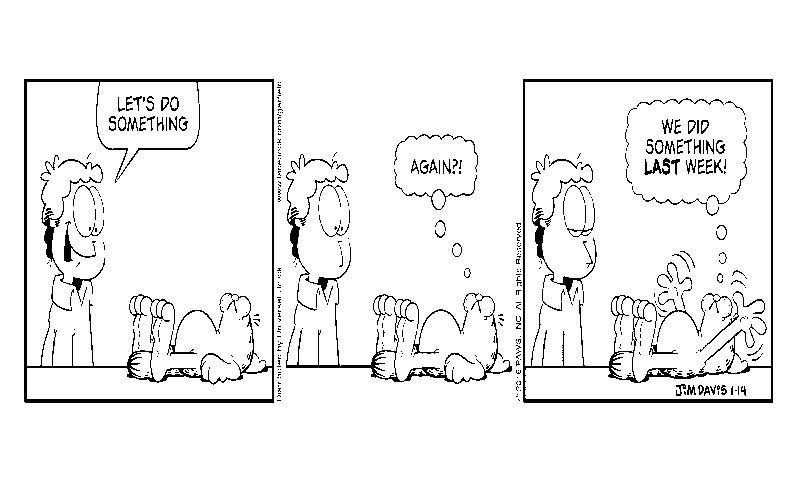 LET'S DO
SOMETHING
AGAIN?!
WE DID
SOMETHING
LAST WEEK!
JIM DAVIS 1-14